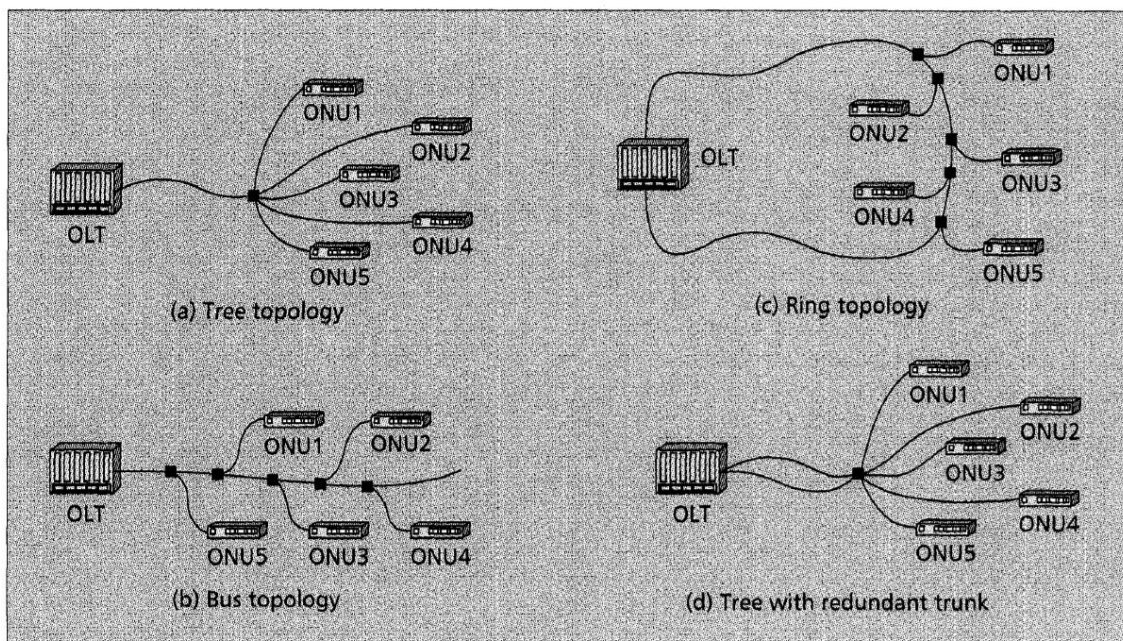 ONU1
ONU2
ONU3
OLT
ONU4
ONU5
(a) Tree topology
ONU1
ONU2
OLT
ONU3
ONU4
ONU5
(c) Ring topology
ONU1
ONU2
OLT
ONU5
ONU3
ONU4
(b) Bus topology
ONU1
ONU2
ONU3
OLT
ONU4
ONU5
(d) Tree with redundant trunk